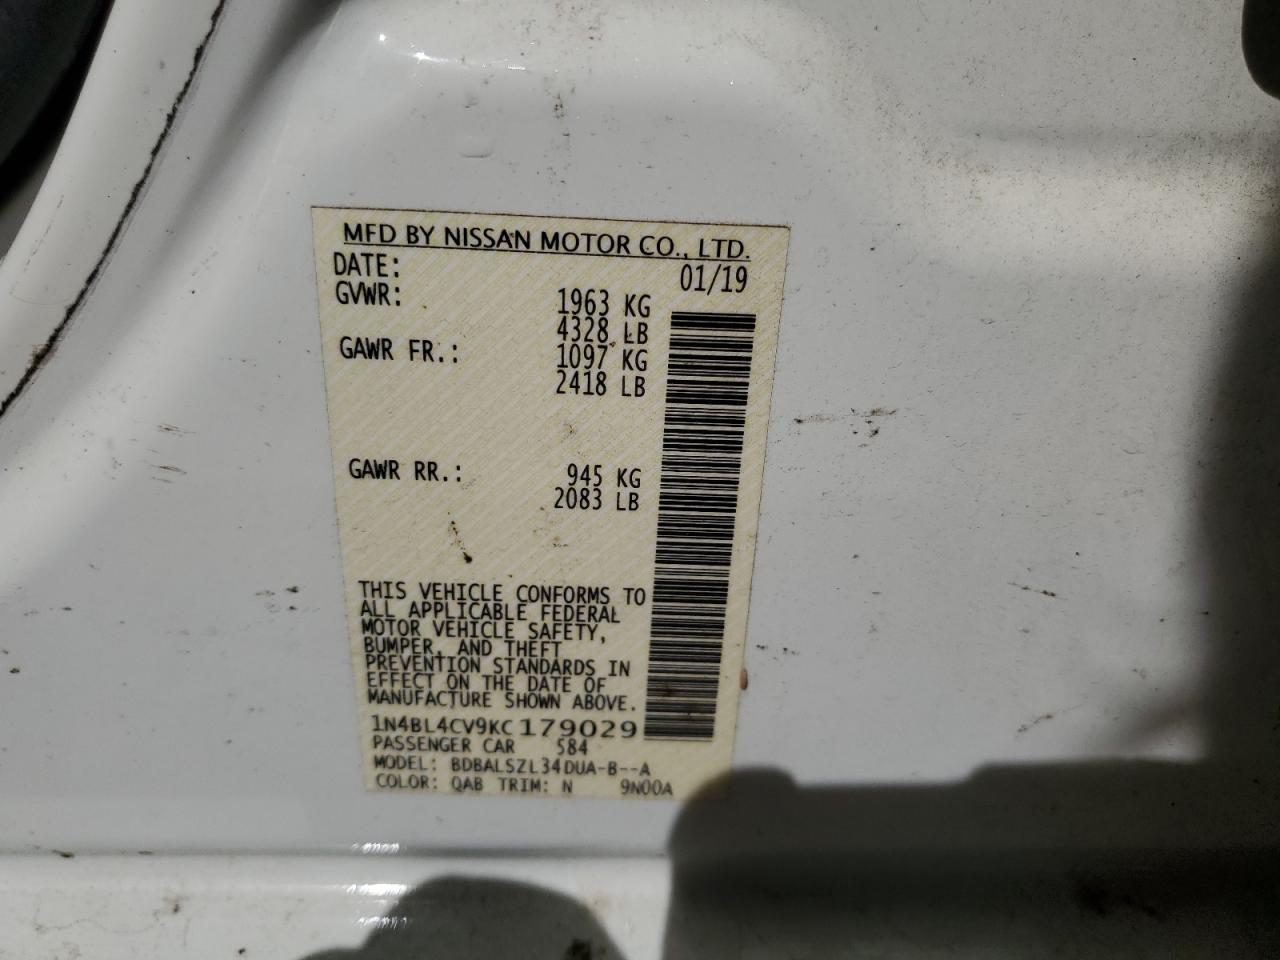 MFD BY NISSAN MOTOR CO., LTD.
DATE: 01/19
GVWR: 1963 KG
4328 LB
GAWR FR.: 1097 KG
2418 LB
GAWR RR.: 945 KG
2083 LB
THIS VEHICLE CONFORMS TO
ALL APPLICABLE FEDERAL
MOTOR VEHICLE SAFETY,
BUMPER, AND THEFT
PREVENTION STANDARDS IN
EFFECT ON THE DATE OF
MANUFACTURE SHOWN ABOVE.
1N4BL4CV9KC179029
PASSENGER CAR 584
MODEL: BDBALSZL34DUA-B--A
COLOR: QAB TRIM: N 9N00A